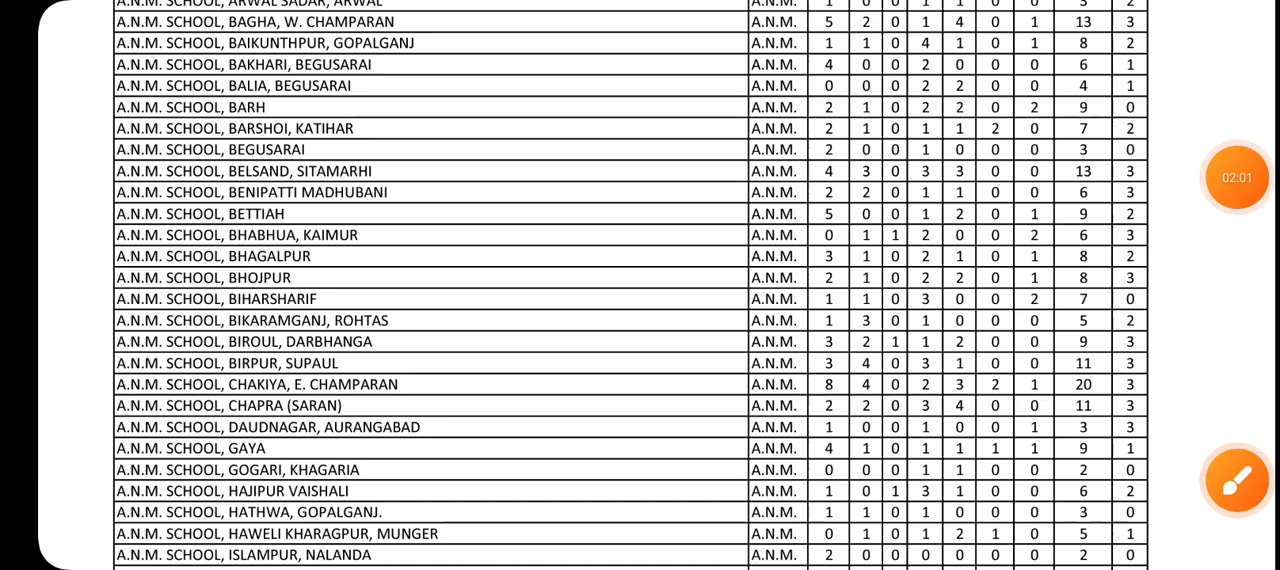 A.N.M. SCHOOL, ARWAL SADAR, ARWAL A.N.M. 1 0 0 1 1 0 0 3 2
A.N.M. SCHOOL, BAGHA, W. CHAMPARAN A.N.M. 5 2 0 1 4 0 1 13 3
A.N.M. SCHOOL, BAIKUNTHPUR, GOPALGANJ A.N.M. 1 1 0 4 1 0 1 8 2
A.N.M. SCHOOL, BAKHARI, BEGUSARAI A.N.M. 4 0 0 2 0 0 0 6 1
A.N.M. SCHOOL, BALIA, BEGUSARAI A.N.M. 0 0 0 2 2 0 0 4 1
A.N.M. SCHOOL, BARH A.N.M. 2 1 0 2 2 0 2 9 0
A.N.M. SCHOOL, BARSHOI, KATIHAR A.N.M. 2 1 0 1 1 2 0 7 2
A.N.M. SCHOOL, BEGUSARAI A.N.M. 2 0 0 1 0 0 0 3 0
A.N.M. SCHOOL, BELSAND, SITAMARHI A.N.M. 4 3 0 3 3 0 0 13 3
A.N.M. SCHOOL, BENIPATTI MADHUBANI A.N.M. 2 2 0 1 1 0 0 6 3
A.N.M. SCHOOL, BETTIAH A.N.M. 5 0 0 1 2 0 1 9 2
A.N.M. SCHOOL, BHABHUA, KAIMUR A.N.M. 0 1 1 2 0 0 2 6 3
A.N.M. SCHOOL, BHAGALPUR A.N.M. 3 1 0 2 1 0 1 8 2
A.N.M. SCHOOL, BHOJPUR A.N.M. 2 1 0 2 2 0 1 8 3
A.N.M. SCHOOL, BIHARSHARIF A.N.M. 1 1 0 3 0 0 2 7 0
A.N.M. SCHOOL, BIKARAMGANJ, ROHTAS A.N.M. 1 3 0 1 0 0 0 5 2
A.N.M. SCHOOL, BIROUL, DARBHANGA A.N.M. 3 2 1 1 2 0 0 9 3
A.N.M. SCHOOL, BIRPUR, SUPAUL A.N.M. 3 4 0 3 1 0 0 11 3
A.N.M. SCHOOL, CHAKIYA, E. CHAMPARAN A.N.M. 8 4 0 2 3 2 1 20 3
A.N.M. SCHOOL, CHAPRA (SARAN) A.N.M. 2 2 0 3 4 0 0 11 3
A.N.M. SCHOOL, DAUDNAGAR, AURANGABAD A.N.M. 1 0 0 1 0 0 1 3 3
A.N.M. SCHOOL, GAYA A.N.M. 4 1 0 1 1 1 1 9 1
A.N.M. SCHOOL, GOGARI, KHAGARIA A.N.M. 0 0 0 1 1 0 0 2 0
A.N.M. SCHOOL, HAJIPUR VAISHALI A.N.M. 1 0 1 3 1 0 0 6 2
A.N.M. SCHOOL, HATHWA, GOPALGANJ. A.N.M. 1 1 0 1 0 0 0 3 0
A.N.M. SCHOOL, HAWELI KHARAGPUR, MUNGER A.N.M. 0 1 0 1 2 1 0 5 1
A.N.M. SCHOOL, ISLAMPUR, NALANDA A.N.M. 2 0 0 0 0 0 0 2 0
02:01